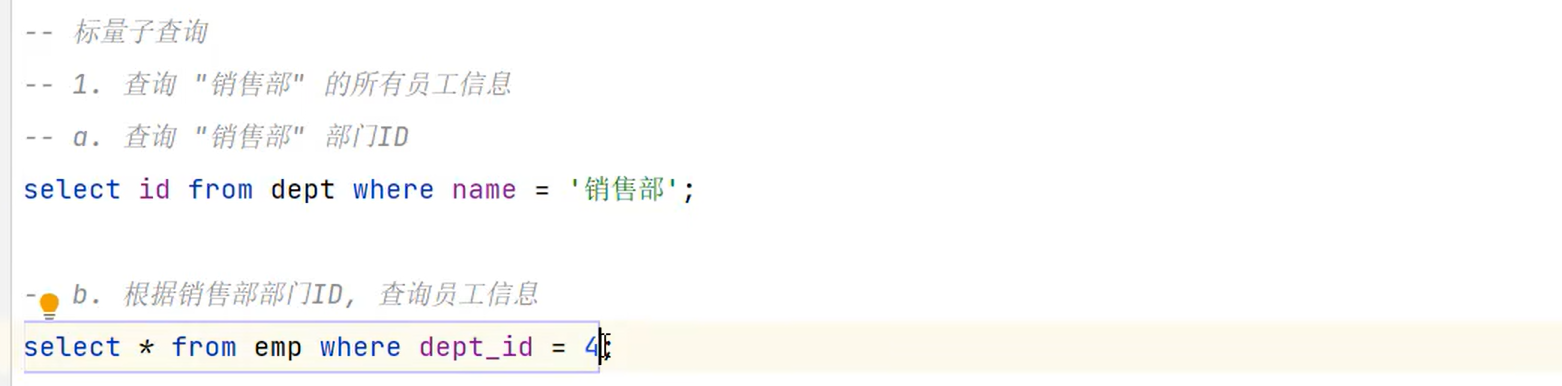 -- 标量子查询
-- 1. 查询 "销售部" 的所有员工信息
-- a. 查询 "销售部" 部门ID
select id from dept where name = '销售部';
- b. 根据销售部部门ID, 查询员工信息
select * from emp where dept_id = 4;